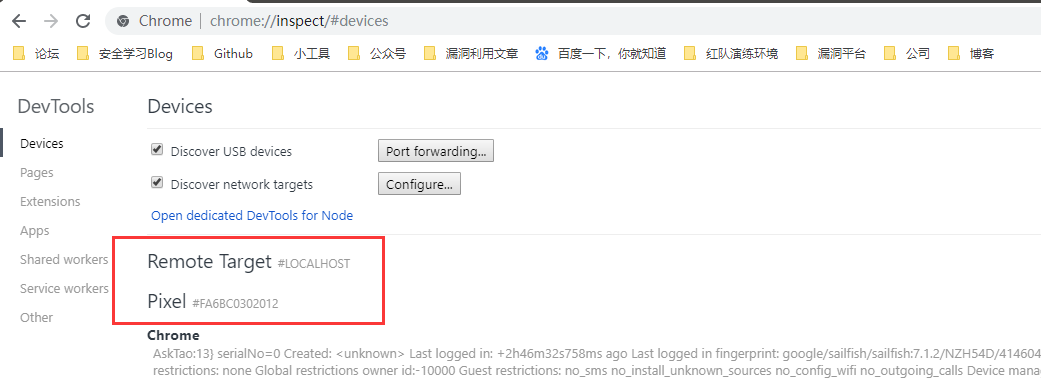 Chrome | chrome://inspect/#devices
论坛 安全学习Blog Github 小工具 公众号 漏洞利用文章 百度一下，你就知道 红队演练环境 漏洞平台 公司 博客
DevTools
Devices
Pages
Extensions
Apps
Shared workers
Service workers
Other
Devices
Discover USB devices Port forwarding...
Discover network targets Configure...
Open dedicated DevTools for Node
Remote Target #LOCALHOST
Pixel #FA6BC0302012
Chrome
AskTao:13} serialNo=0 Created: <unknown> Last logged in: +2h46m32s758ms ago Last logged in fingerprint: google/sailfish/sailfish:7.1.2/NZH54D/414604
restrictions: none Global restrictions owner id:-10000 Guest restrictions: no_sms no_install_unknown_sources no_config_wifi no_outgoing_calls Device mana